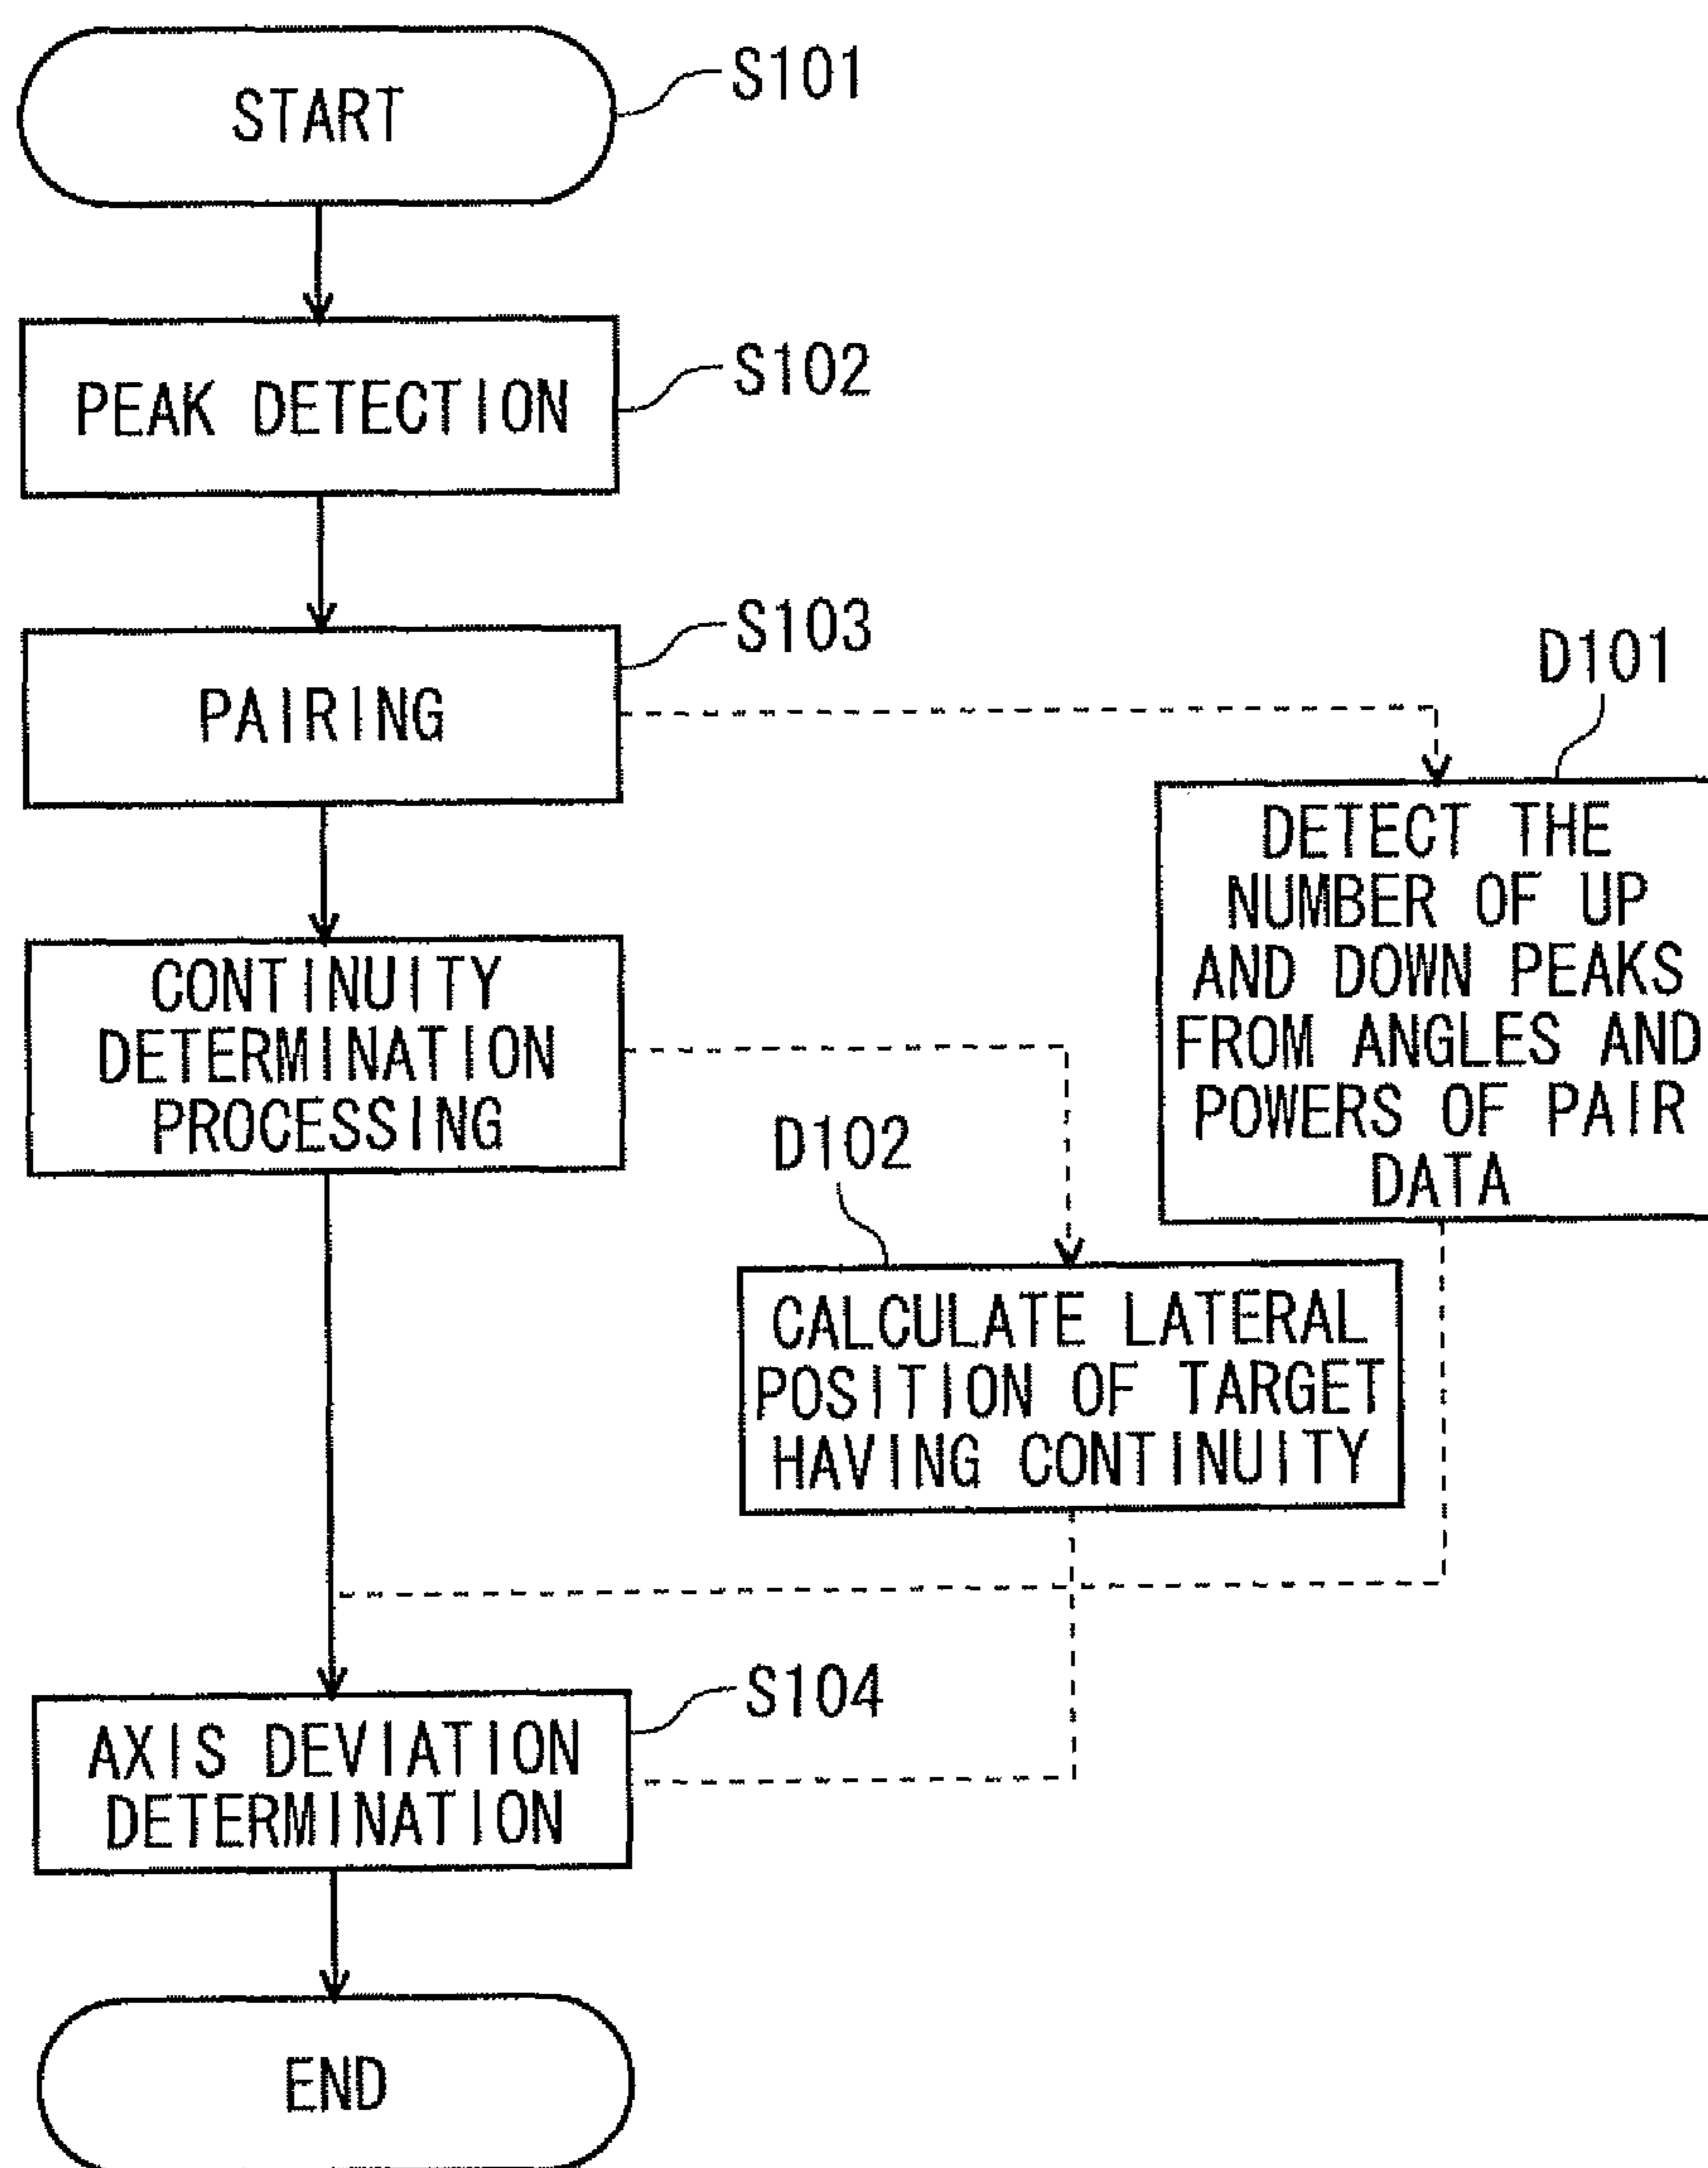 START
S101
PEAK DETECTION
S102
PAIRING
S103
D101
DETECT THE
NUMBER OF UP
AND DOWN PEAKS
FROM ANGLES AND
POWERS OF PAIR
DATA
CONTINUITY
DETERMINATION
PROCESSING
D102
CALCULATE LATERAL
POSITION OF TARGET
HAVING CONTINUITY
S104
AXIS DEVIATION
DETERMINATION
END